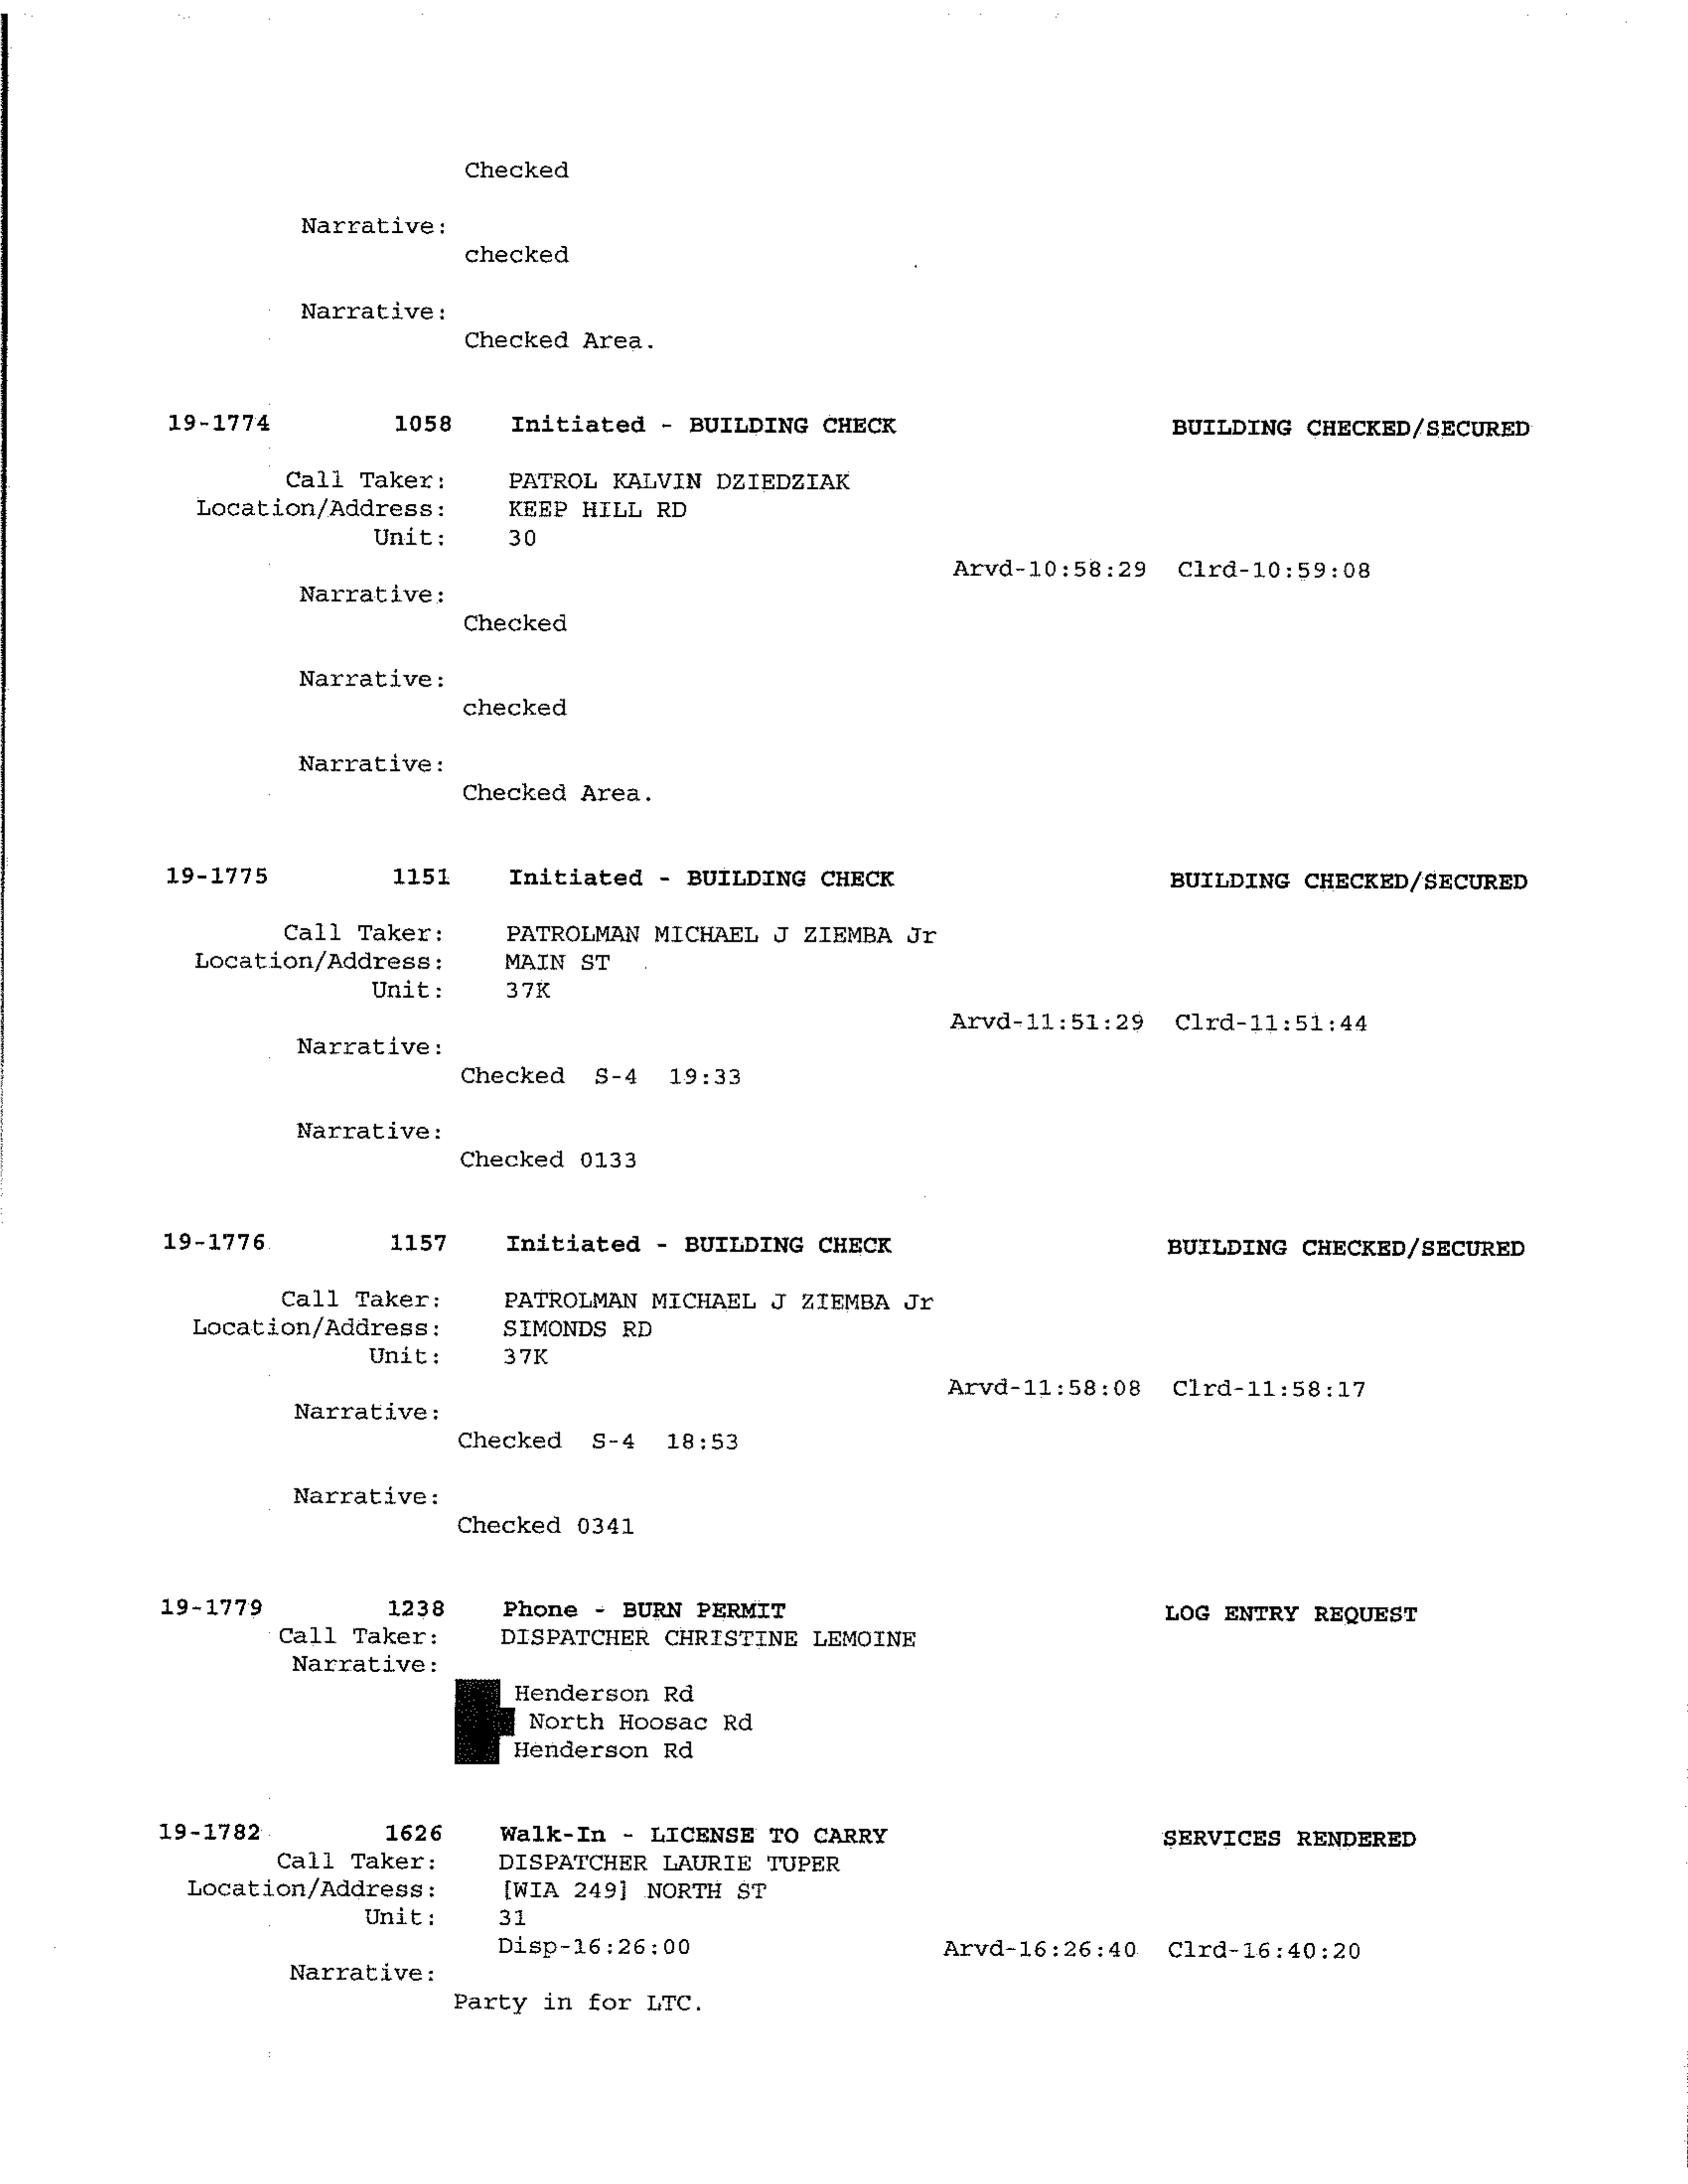 Checked
Narrative:
checked
Narrative:
Checked Area.
19-1774 1058 Initiated - BUILDING CHECK BUILDING CHECKED/SECURED
Call Taker: PATROL KALVIN DZIEDZIAK
Location/Address: KEEP HILL RD
Unit: 30
Arvd-10:58:29 Clrd-10:59:08
Narrative:
Checked
Narrative:
checked
Narrative:
Checked Area.
19-1775 1151 Initiated - BUILDING CHECK BUILDING CHECKED/SECURED
Call Taker: PATROLMAN MICHAEL J ZIEMBA Jr
Location/Address: MAIN ST
Unit: 37K
Arvd-11:51:29 Clrd-11:51:44
Narrative:
Checked S-4 19:33
Narrative:
Checked 0133
19-1776 1157 Initiated - BUILDING CHECK BUILDING CHECKED/SECURED
Call Taker: PATROLMAN MICHAEL J ZIEMBA Jr
Location/Address: SIMONDS RD
Unit: 37K
Arvd-11:58:08 Clrd-11:58:17
Narrative:
Checked S-4 18:53
Narrative:
Checked 0341
19-1779 1238 Phone - BURN PERMIT LOG ENTRY REQUEST
Call Taker: DISPATCHER CHRISTINE LEMOINE
Narrative:
Henderson Rd
North Hoosac Rd
Henderson Rd
19-1782 1626 Walk-In - LICENSE TO CARRY SERVICES RENDERED
Call Taker: DISPATCHER LAURIE TUPER
Location/Address: [WIA 249] NORTH ST
Unit: 31
Disp-16:26:00 Arvd-16:26:40 Clrd-16:40:20
Narrative:
Party in for LTC.